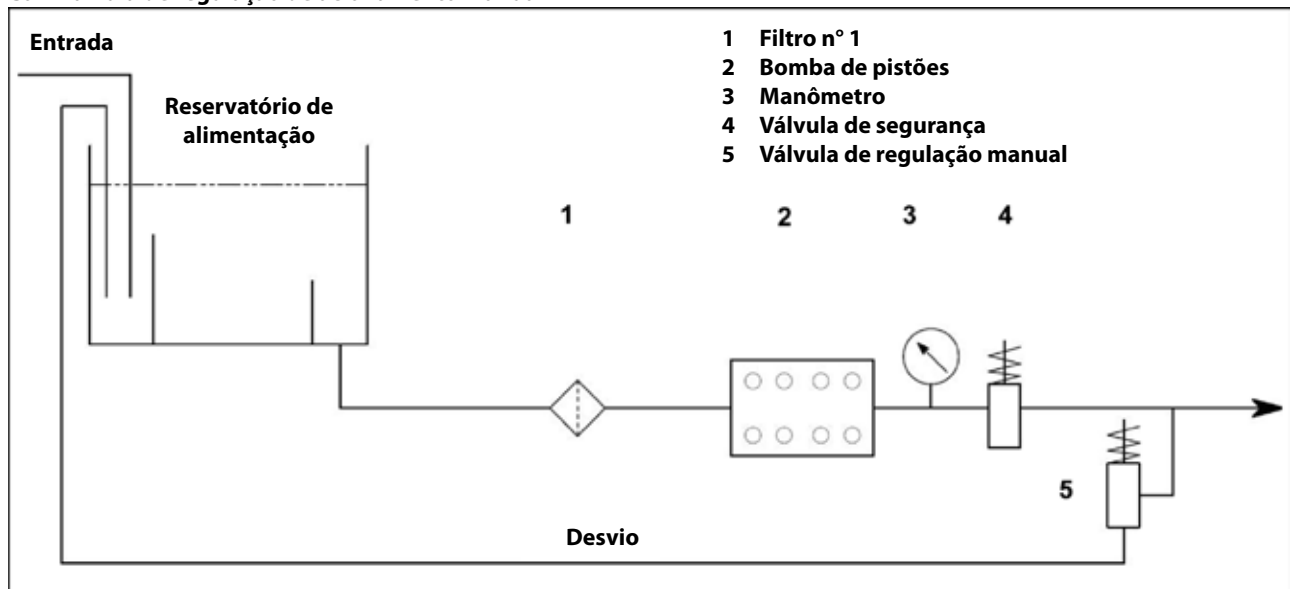 Entrada
Reservatório de
alimentação
1 Filtro n° 1
2 Bomba de pistões
3 Manômetro
4 Válvula de segurança
5 Válvula de regulação manual
1
2
3
4
5
Desvio